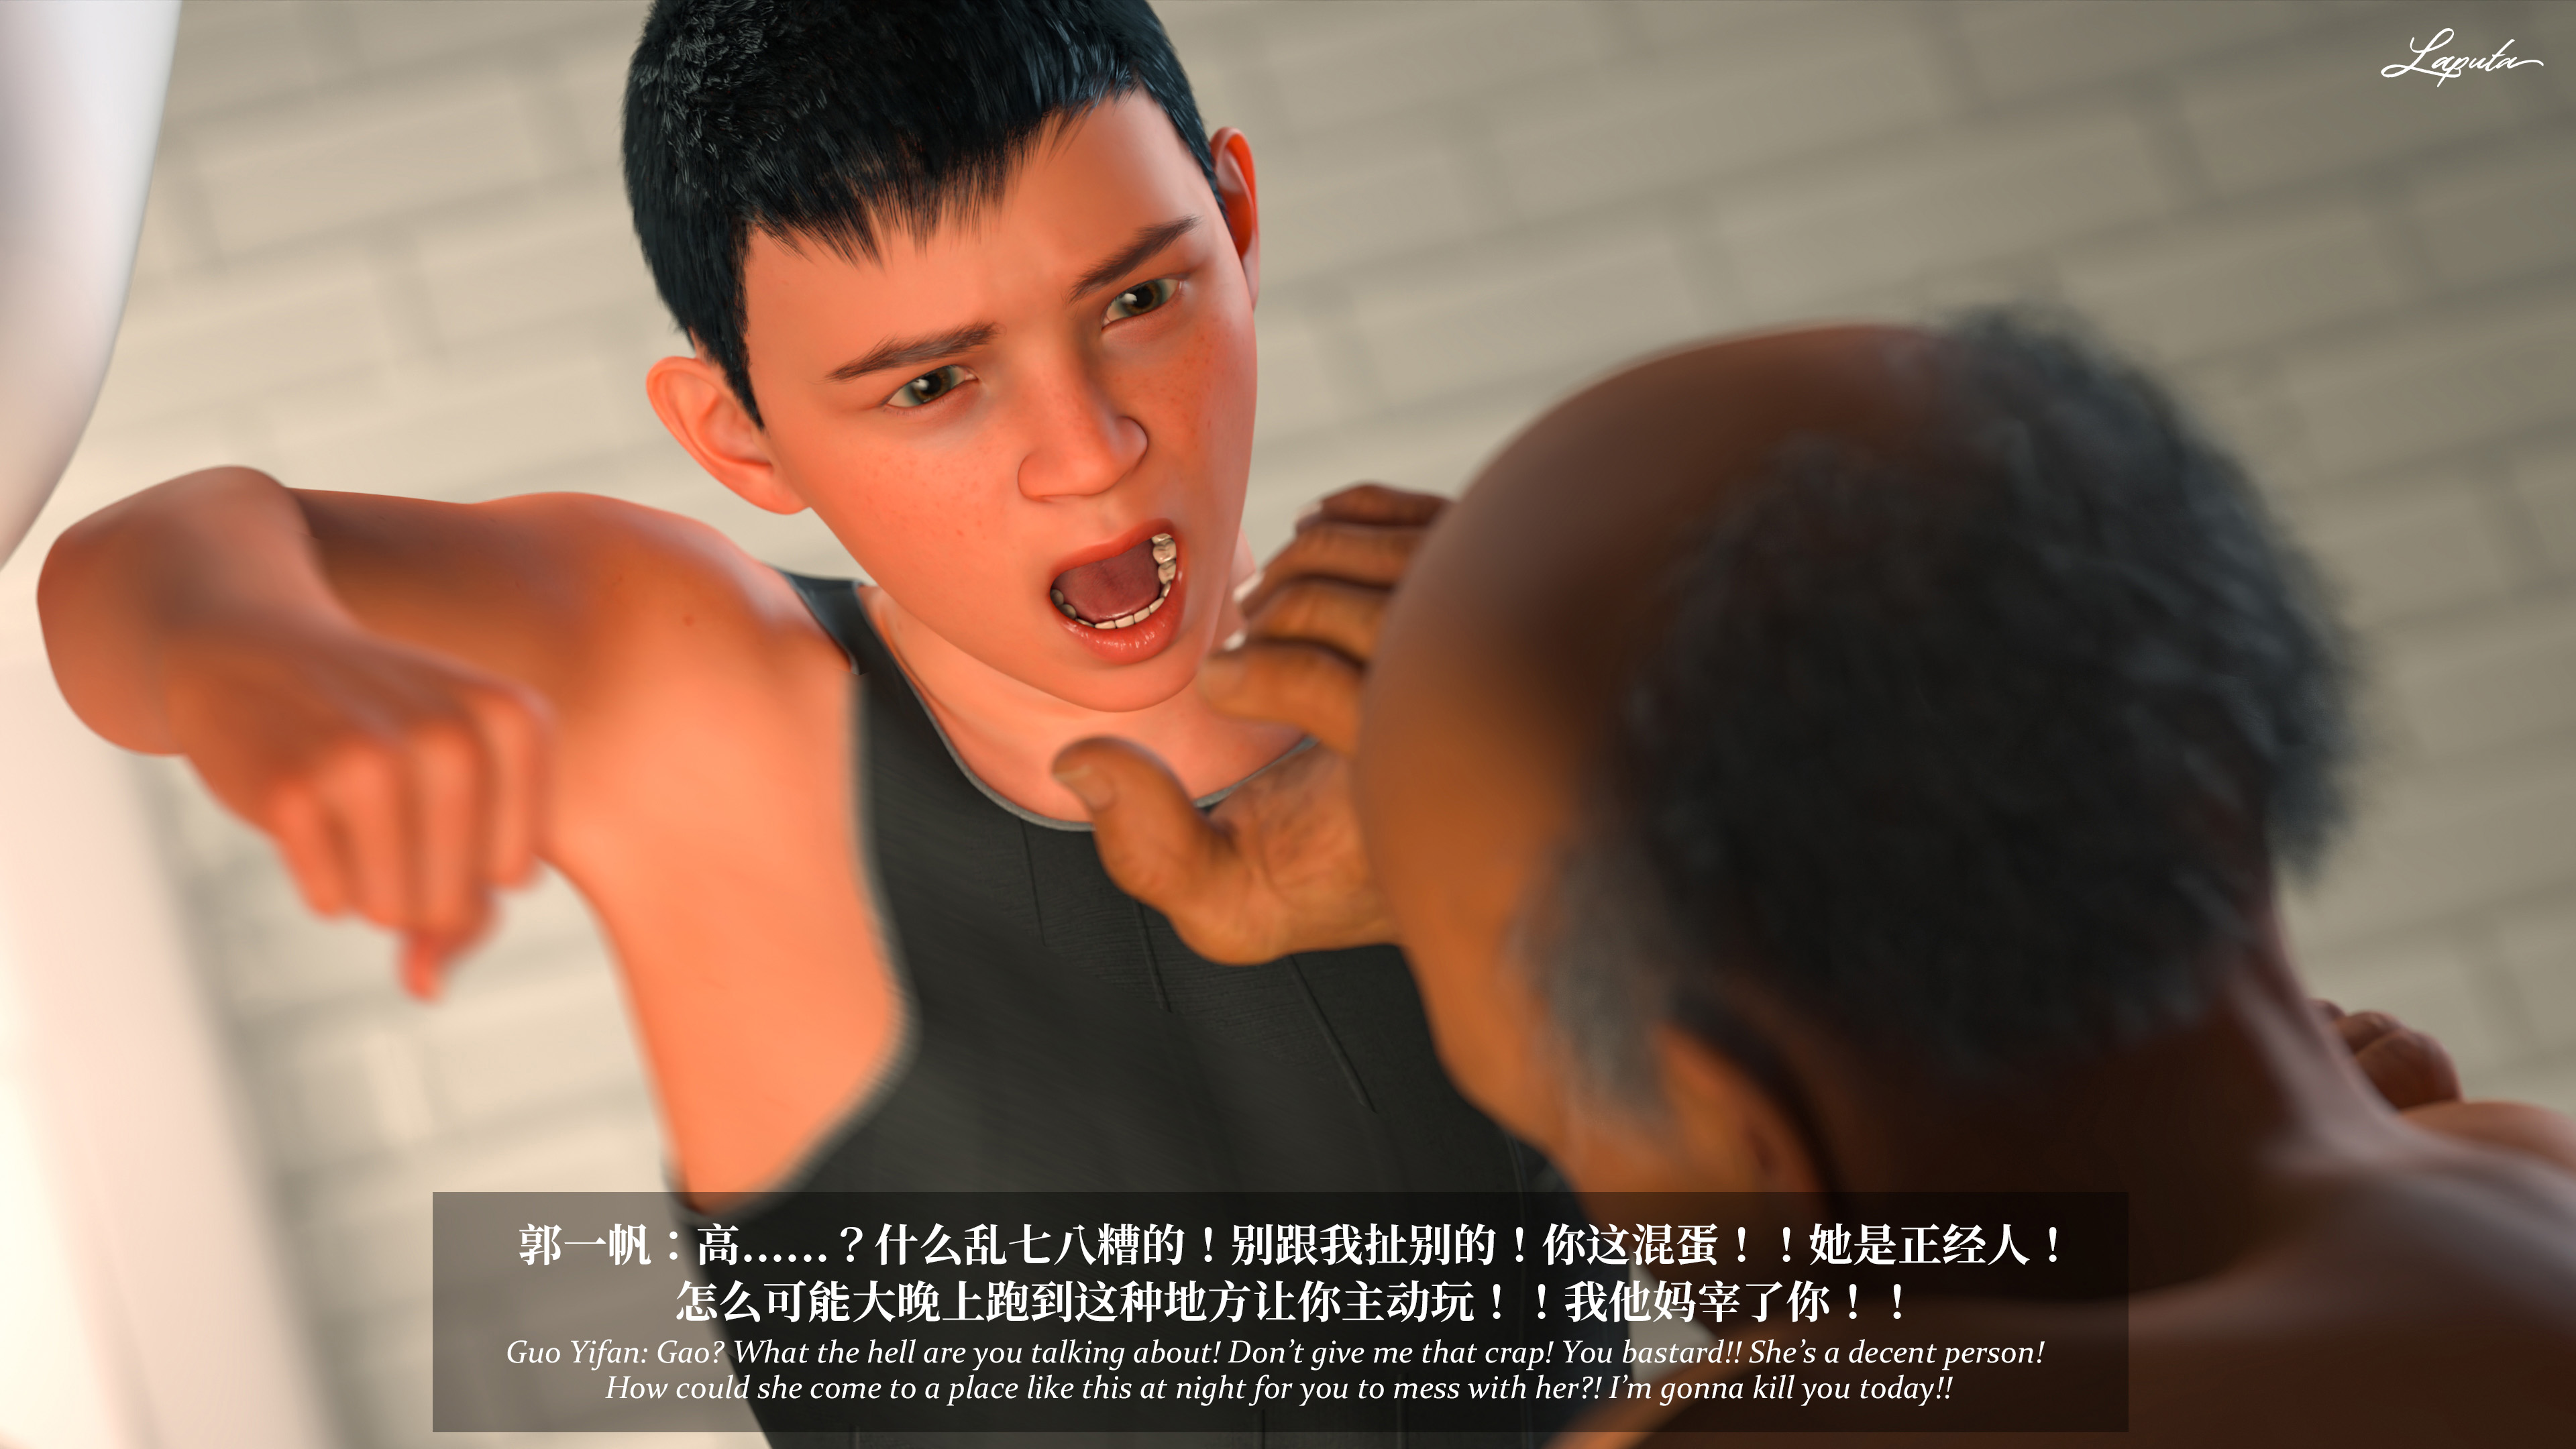 Laputa
郭一帆：高......？什么乱七八糟的！别跟我扯别的！你这混蛋！！她是正经人！
怎么可能大晚上跑到这种地方让你主动玩！！我他妈宰了你！！
Guo Yifan: Gao? What the hell are you talking about! Don't give me that crap! You bastard!! She's a decent person!
How could she come to a place like this at night for you to mess with her?! I'm gonna kill you today!!